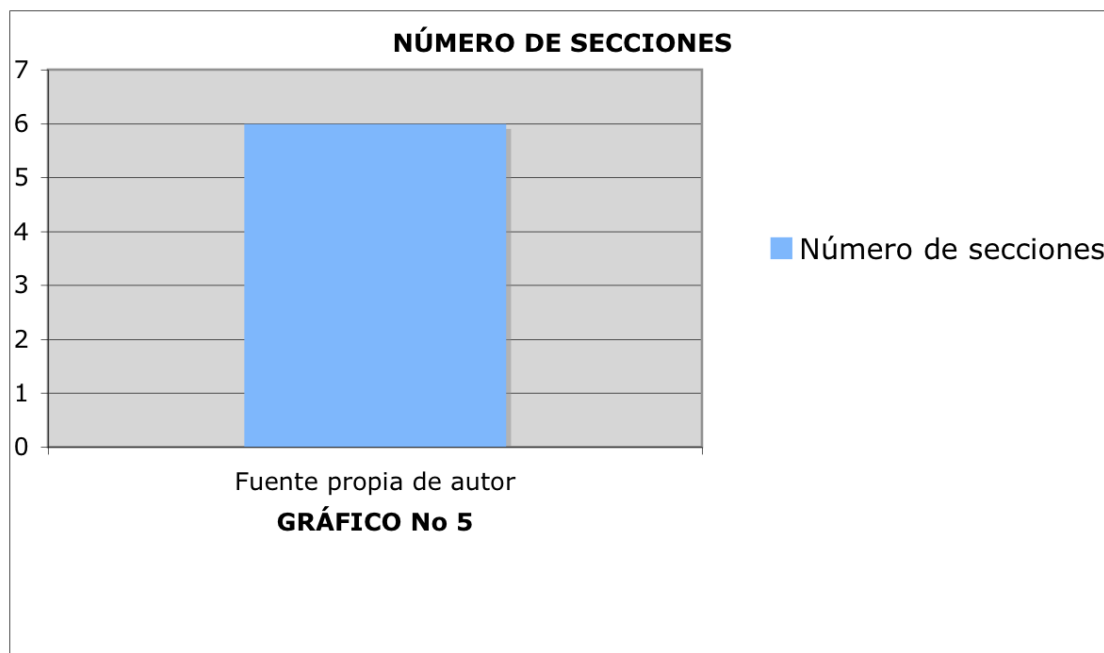 NÚMERO DE SECCIONES
7
6
5
4
3
2
1
0
Número de secciones
Fuente propia de autor
GRÁFICO No 5